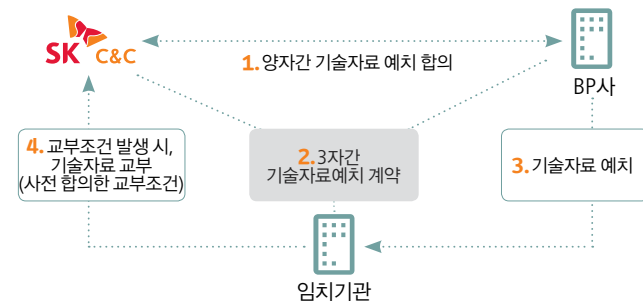 SK C&C
1. 양자간 기술자료 예치 합의
BP사
4. 교부조건 발생 시,
기술자료 교부
(사전 합의한 교부조건)
2. 3자간
기술자료예치 계약
3. 기술자료 예치
임치기관